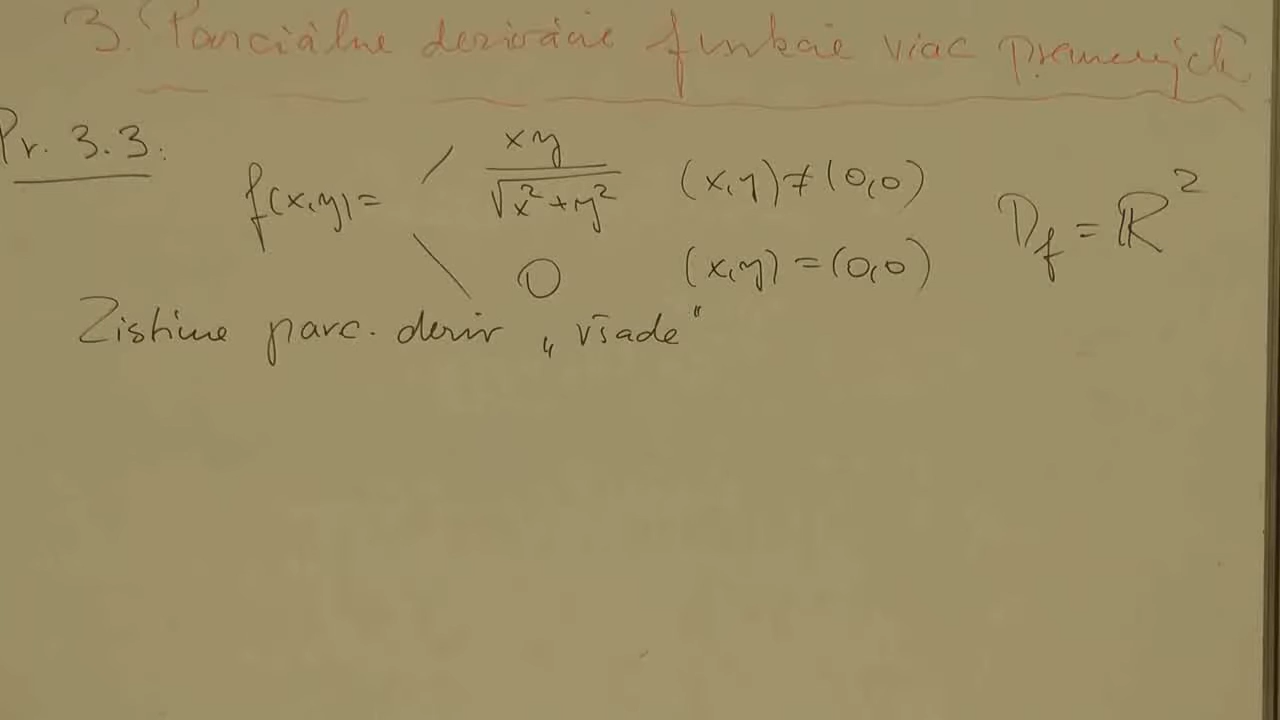 3. Parciálne derivácie funkcie viac premenných
Pr. 3.3.
f(x,y) = xy / √x²+y² (x,y) ≠ (0,0)
0 (x,y) = (0,0)
D_f = ℝ²
Zistime parc. deriv „všade“